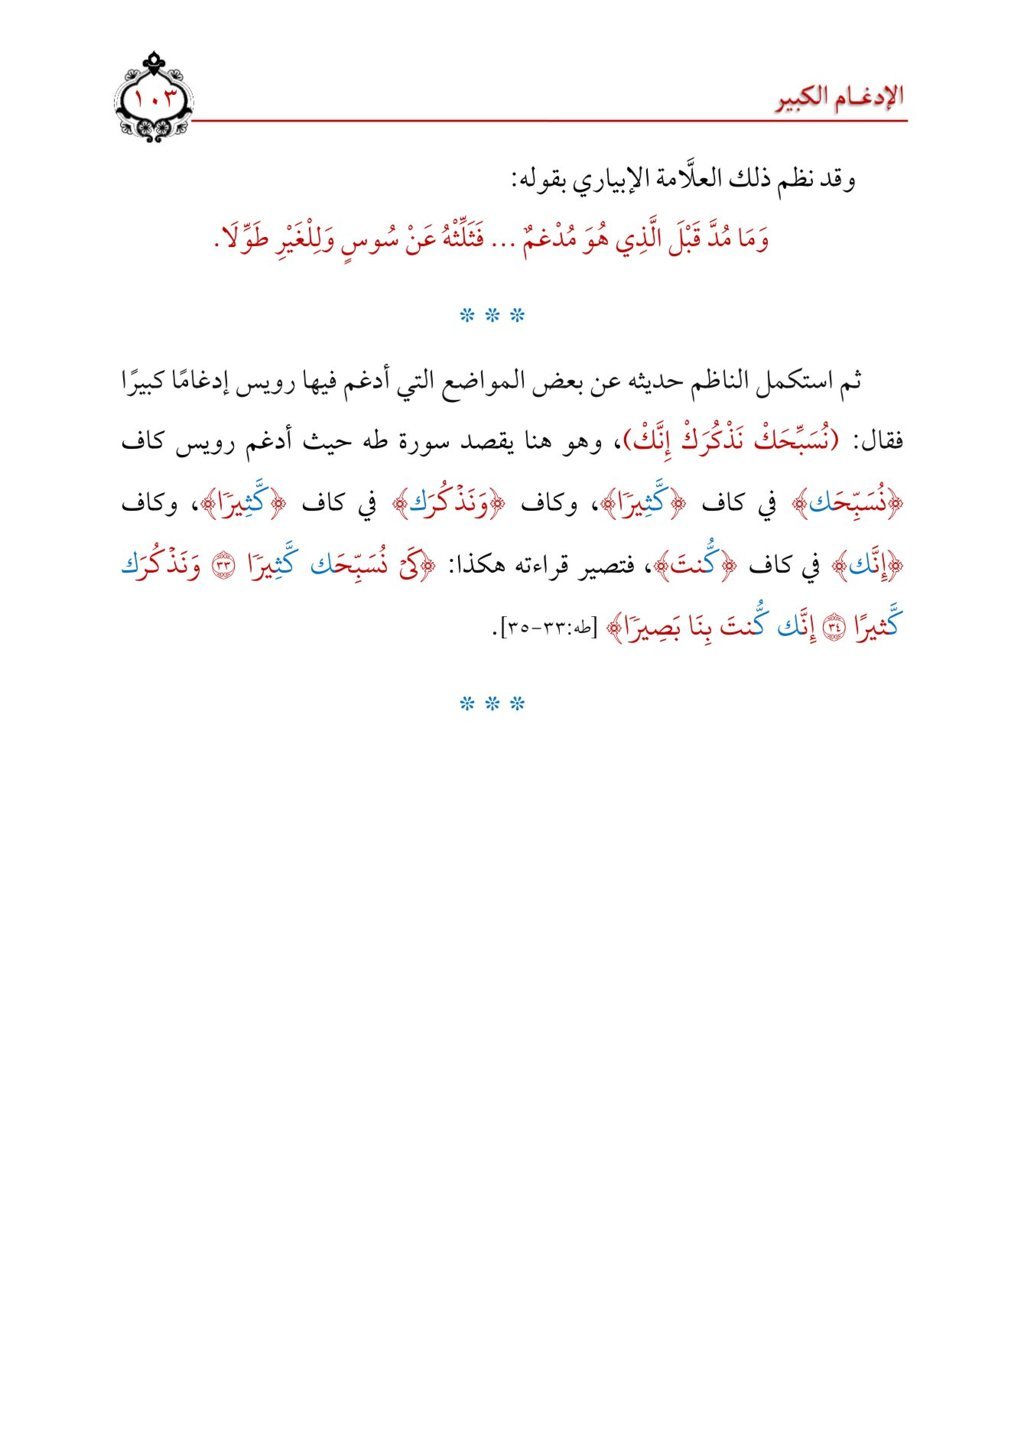 الإدغام الكبير
١٠٣
وقد نظم ذلك العلَّامة الإبياري بقوله:
وَمَا مُدَّ قَبْلَ الَّذِي هُوَ مُدْغمٌ ... فَثَلِّثْهُ عَنْ سُوسٍ وَلِلْغَيْرِ طَوِّلَا.
* * *
ثم استكمل الناظم حديثه عن بعض المواضع التي أدغم فيها رويس إدغامًا كبيرًا
فقال: (نُسَبِّحَكْ نَذْكُرَكْ إِنَّكْ)، وهو هنا يقصد سورة طه حيث أدغم رويس كاف
﴿نُسَبِّحَك﴾ في كاف ﴿كَّثِيرٗا﴾، وكاف ﴿وَنَذۡكُرَك﴾ في كاف ﴿كَّثِيرٗا﴾، وكاف
﴿إِنَّك﴾ في كاف ﴿كُّنتَ﴾، فتصير قراءته هكذا: ﴿كَيۡ نُسَبِّحَك كَّثِيرٗا ٣٣ وَنَذۡكُرَك
كَّثيرًا ٣٤ إِنَّك كُّنتَ بِنَا بَصِيرٗا﴾ [طه:٣٣-٣٥].
* * *